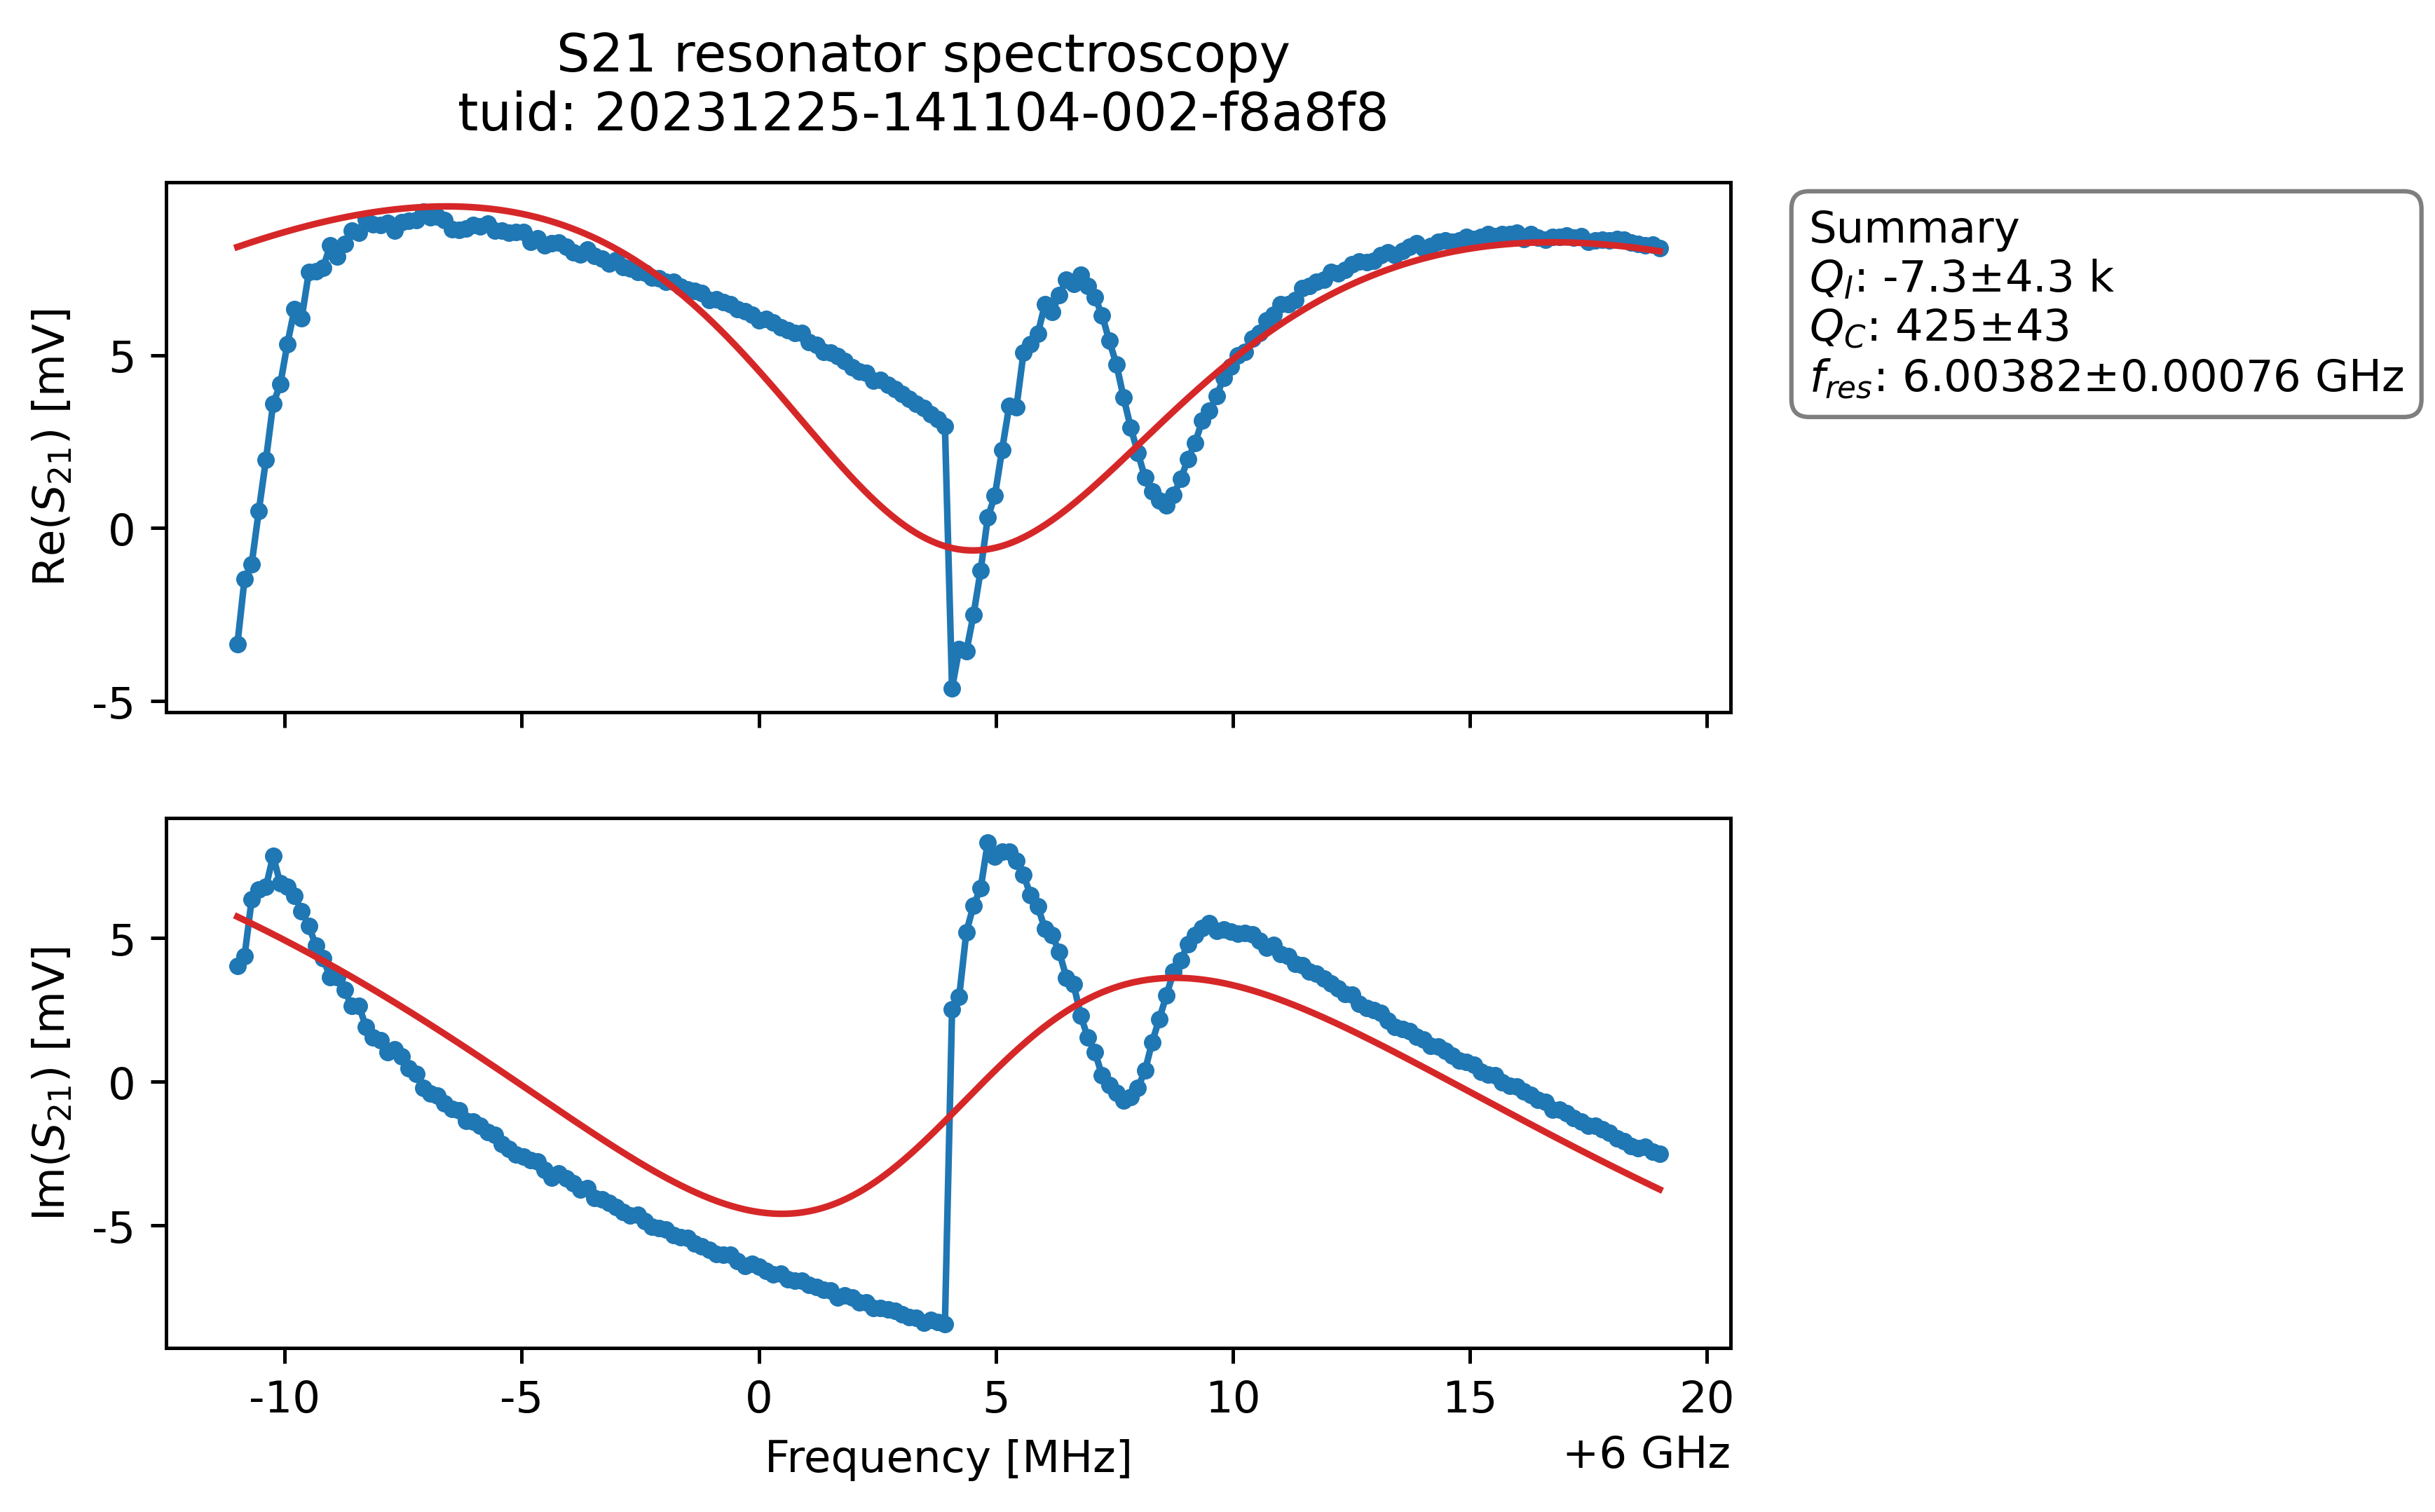 S21 resonator spectroscopy
tuid: 20231225-141104-002-f8a8f8
Re(S₂₁) [mV]
5
0
-5
Summary
Q_I: -7.3±4.3 k
Q_C: 425±43
f_res: 6.00382±0.00076 GHz
Im(S₂₁) [mV]
5
0
-5
-10 -5 0 5 10 15 20
Frequency [MHz]
+6 GHz